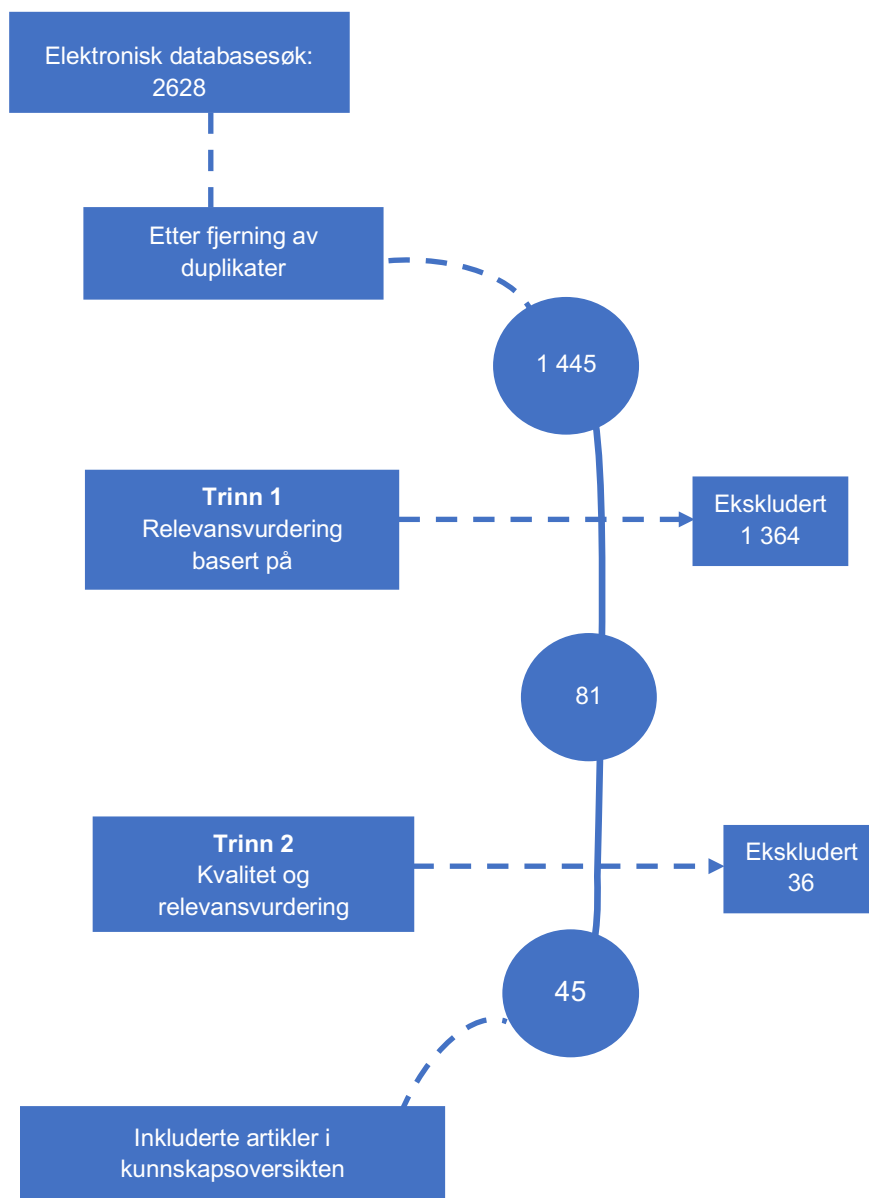 Elektronisk databasesøk:
2628
Etter fjerning av
duplikater
1 445
Trinn 1
Relevansvurdering
basert på
Ekskludert
1 364
81
Trinn 2
Kvalitet og
relevansvurdering
Ekskludert
36
45
Inkluderte artikler i
kunnskapsoversikten